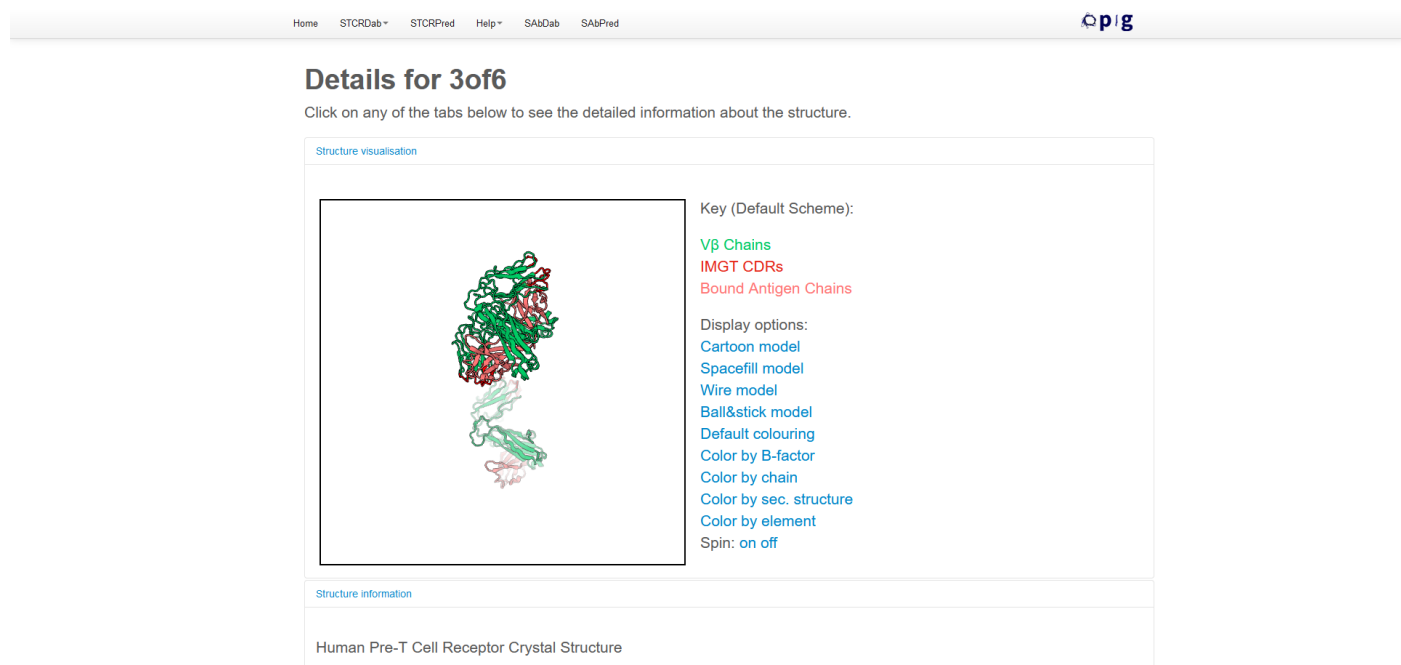 Home STCRDab STCRPred Help SAbDab SAbPred opig
Details for 3of6
Click on any of the tabs below to see the detailed information about the structure.
Structure visualisation
Key (Default Scheme):
Vβ Chains
IMGT CDRs
Bound Antigen Chains
Display options:
Cartoon model
Spacefill model
Wire model
Ball&stick model
Default colouring
Color by B-factor
Color by chain
Color by sec. structure
Color by element
Spin: on off
Structure information
Human Pre-T Cell Receptor Crystal Structure